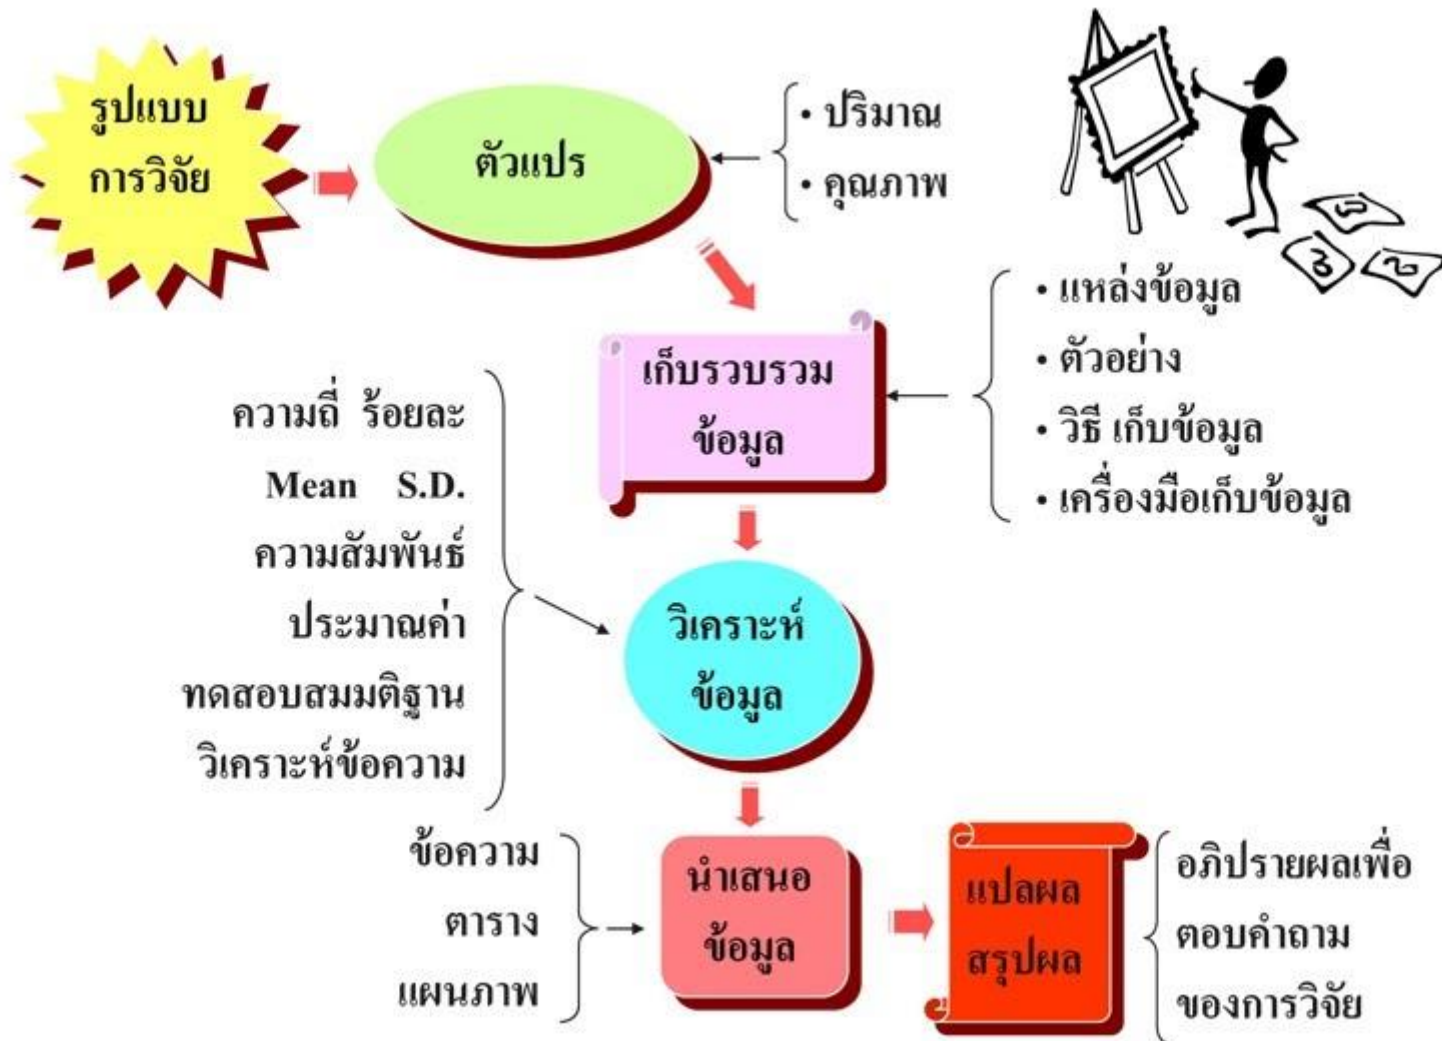 รูปแบบ
การวิจัย
ตัวแปร
• ปริมาณ
• คุณภาพ
๑
๓ ๒
เก็บรวบรวม
ข้อมูล
• แหล่งข้อมูล
• ตัวอย่าง
• วิธี เก็บข้อมูล
• เครื่องมือเก็บข้อมูล
ความถี่ ร้อยละ
Mean S.D.
ความสัมพันธ์
ประมาณค่า
ทดสอบสมมติฐาน
วิเคราะห์ข้อความ
วิเคราะห์
ข้อมูล
ข้อความ
ตาราง
แผนภาพ
นำเสนอ
ข้อมูล
แปลผล
สรุปผล
อภิปรายผลเพื่อ
ตอบคำถาม
ของการวิจัย